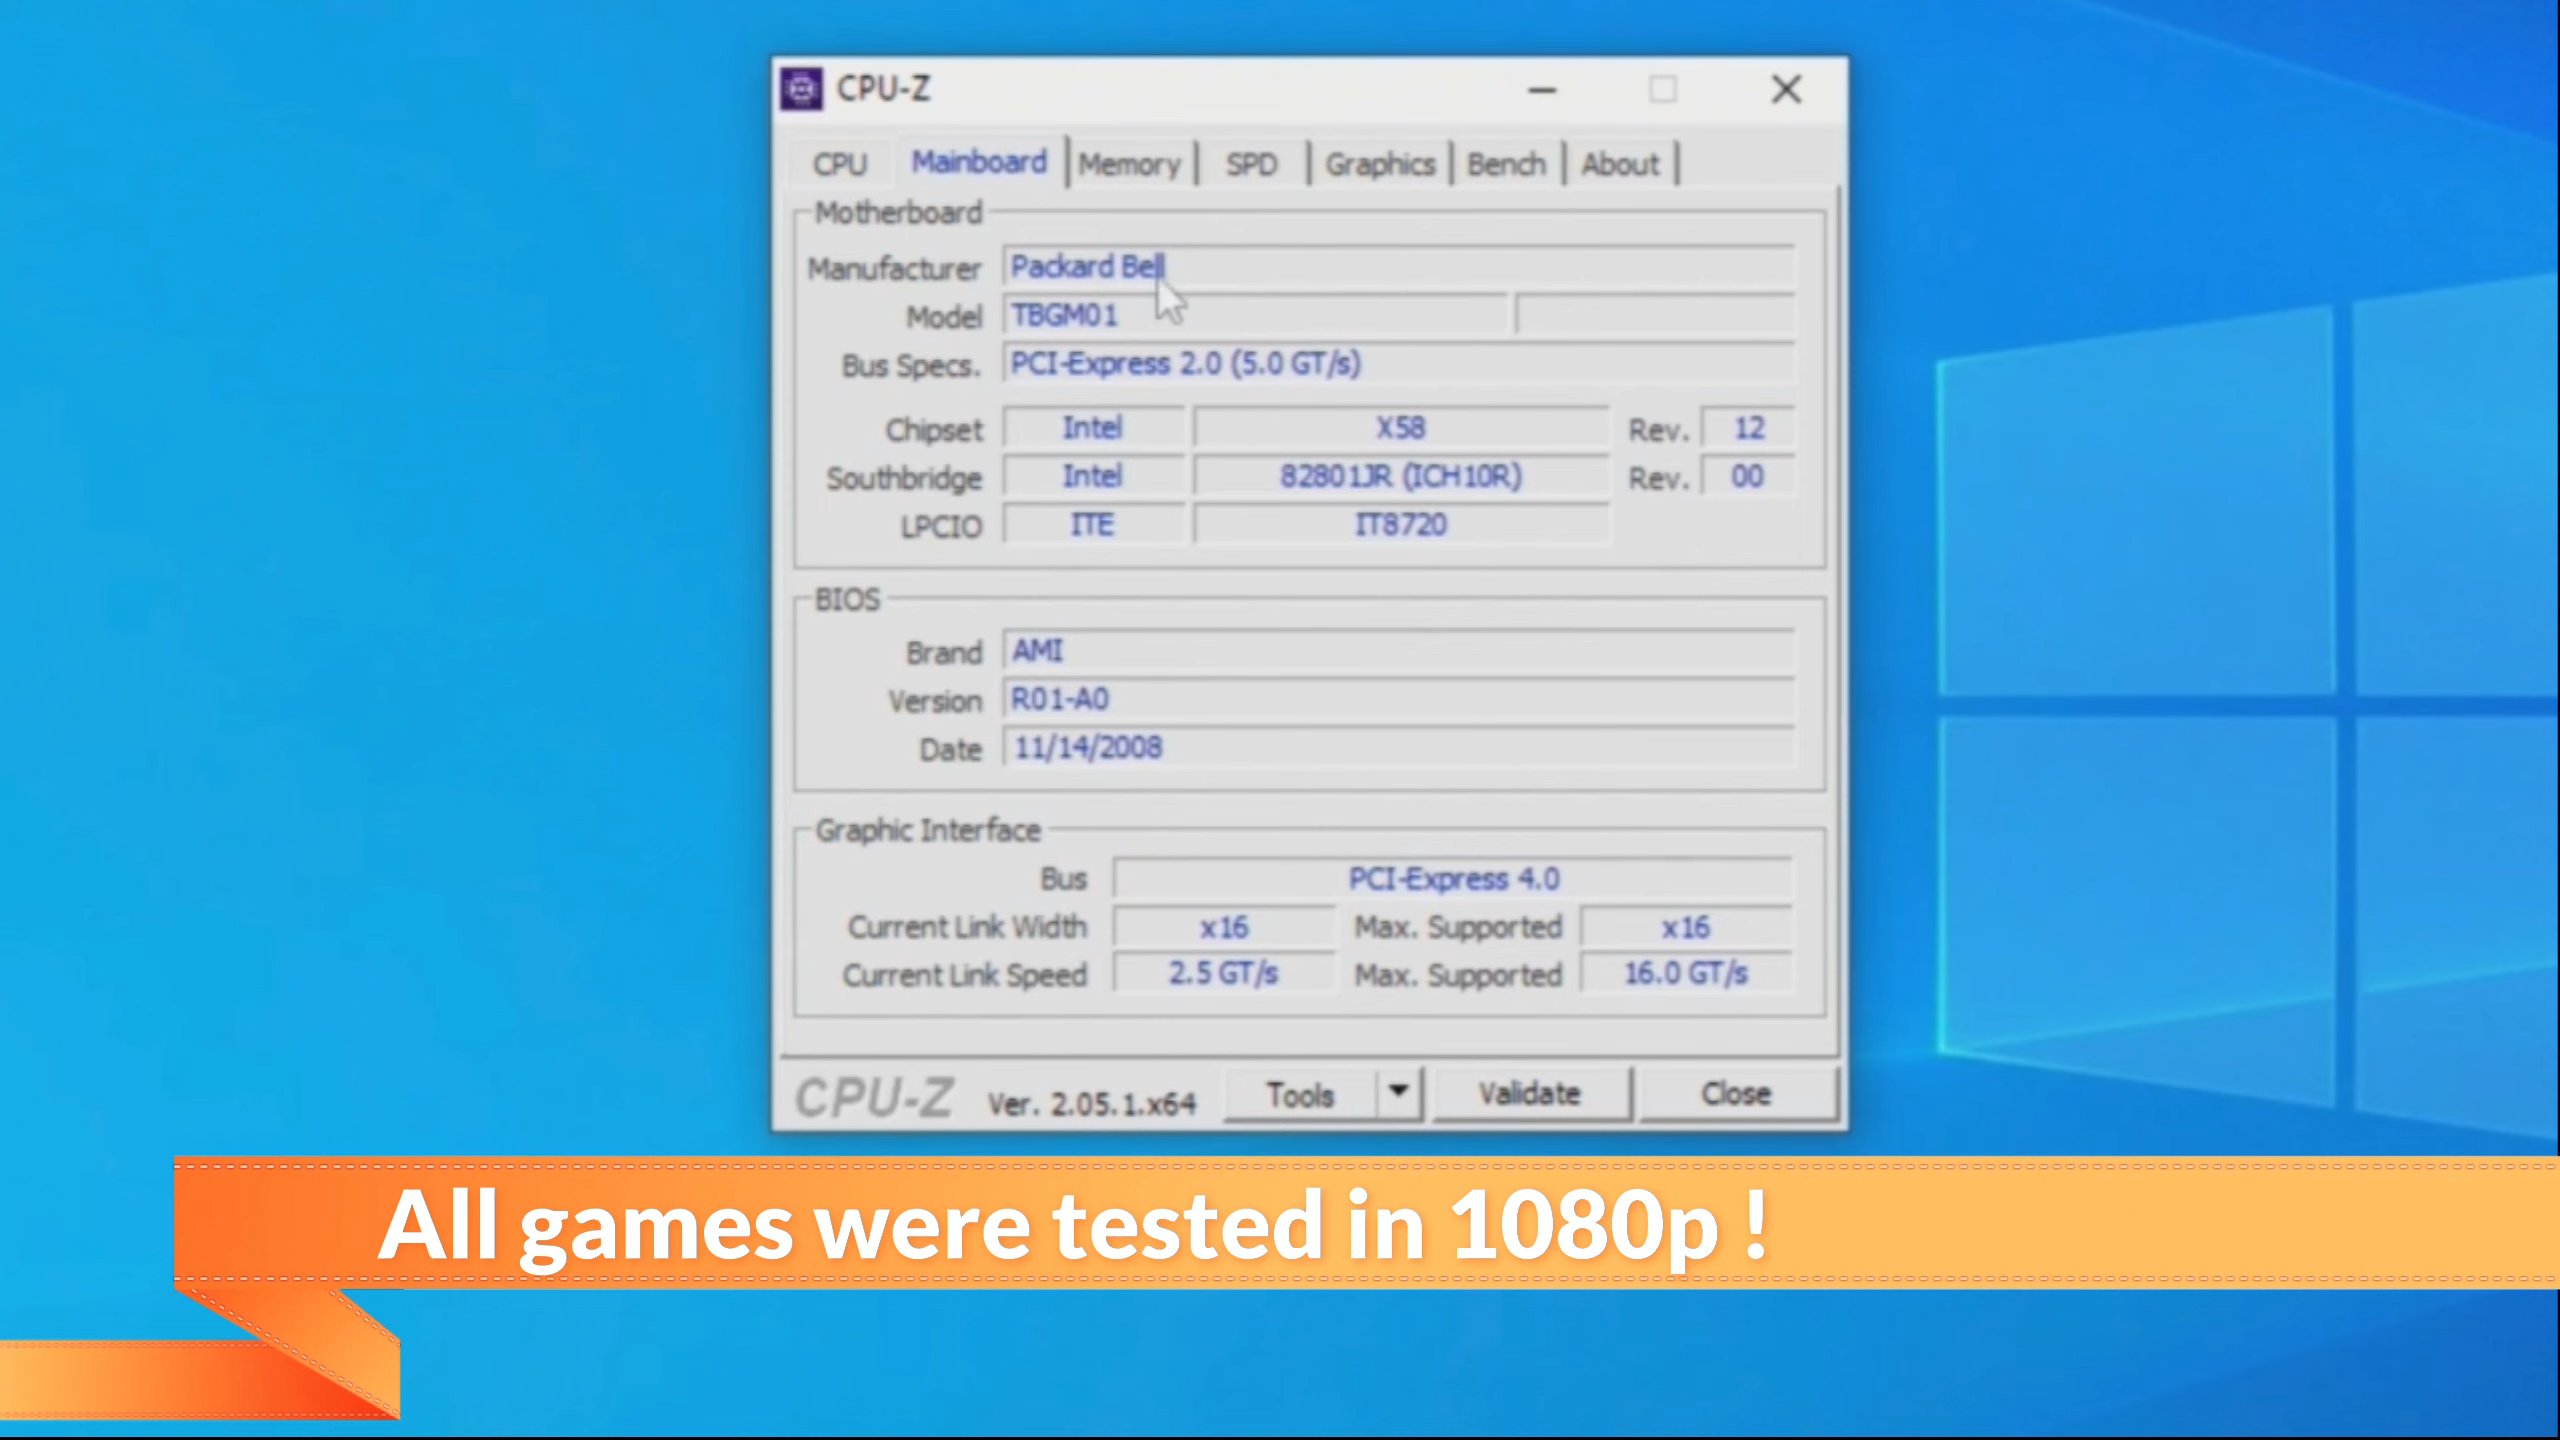 CPU-Z
CPU Mainboard Memory SPD Graphics Bench About
Motherboard
Manufacturer Packard Bell
Model TBGM01
Bus Specs. PCI-Express 2.0 (5.0 GT/s)
Chipset Intel X58 Rev. 12
Southbridge Intel 82801JR (ICH10R) Rev. 00
LPCIO ITE IT8720
BIOS
Brand AMI
Version R01-A0
Date 11/14/2008
Graphic Interface
Bus PCI-Express 4.0
Current Link Width x16 Max. Supported x16
Current Link Speed 2.5 GT/s Max. Supported 16.0 GT/s
CPU-Z Ver. 2.05.1.x64 Tools Validate Close
All games were tested in 1080p !